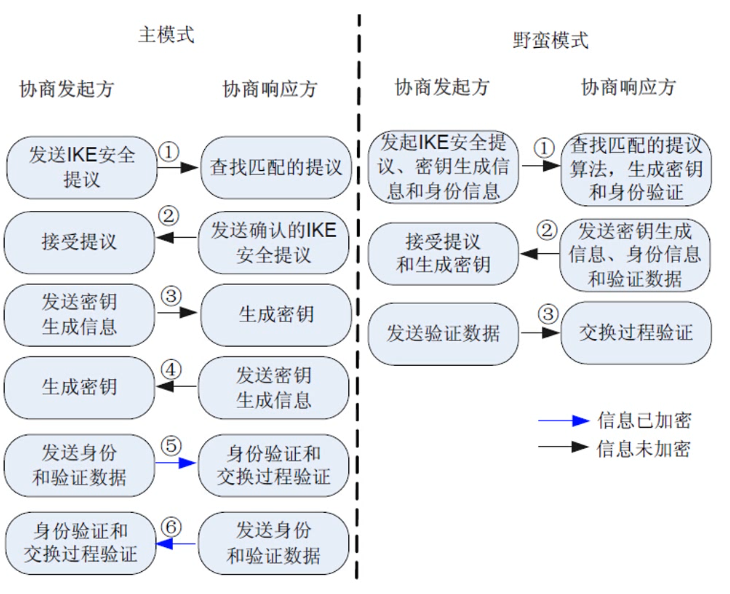 主模式
协商发起方
协商响应方
发送IKE安全
提议
①
查找匹配的提议
接受提议
②
发送确认的IKE
安全提议
发送密钥
生成信息
③
生成密钥
生成密钥
④
发送密钥
生成信息
发送身份
和验证数据
⑤
身份验证和
交换过程验证
身份验证和
交换过程验证
⑥
发送身份
和验证数据
野蛮模式
协商发起方
协商响应方
发起IKE安全提
议、密钥生成信
息和身份信息
①
查找匹配的提议
算法，生成密钥
和身份验证
接受提议
和生成密钥
②
发送密钥生成
信息、身份信息
和验证数据
发送验证数据
③
交换过程验证
信息已加密
信息未加密